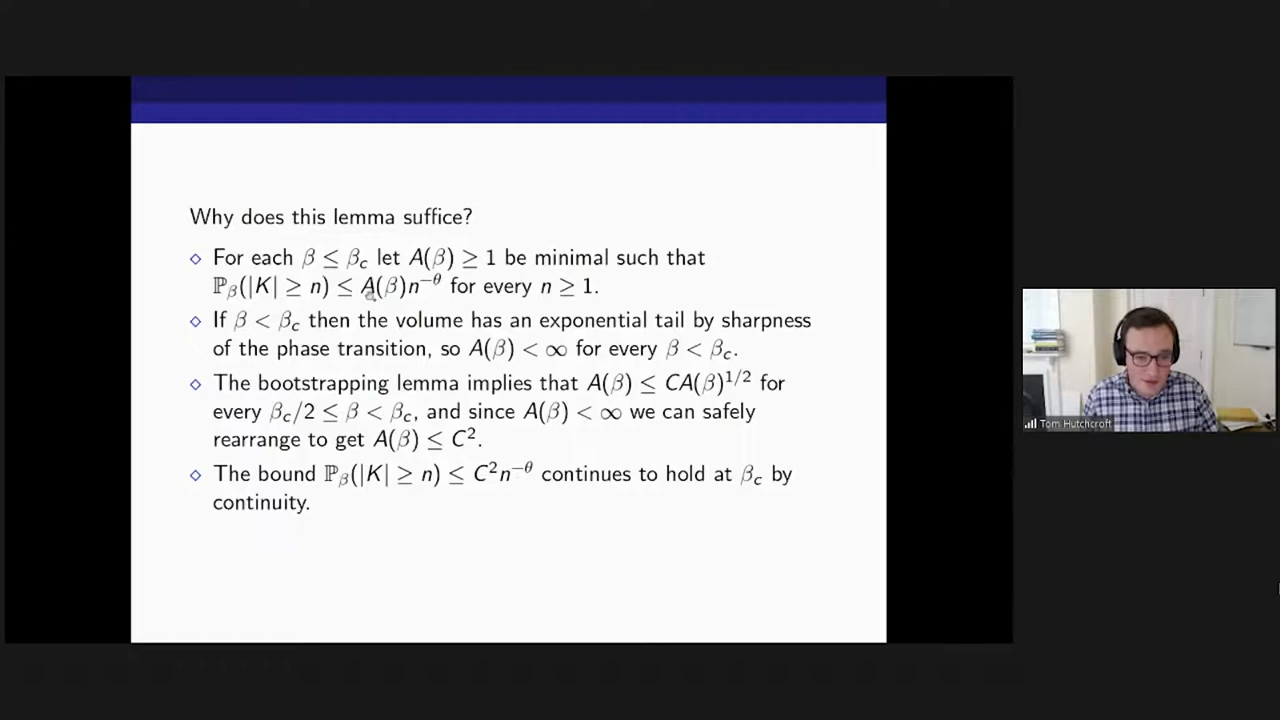 Why does this lemma suffice?
⋄ For each β ≤ β_c let A(β) ≥ 1 be minimal such that
ℙ_β(|K| ≥ n) ≤ A(β)n^{−θ} for every n ≥ 1.
⋄ If β < β_c then the volume has an exponential tail by sharpness
of the phase transition, so A(β) < ∞ for every β < β_c.
⋄ The bootstrapping lemma implies that A(β) ≤ CA(β)^{1/2} for
every β_c/2 ≤ β < β_c, and since A(β) < ∞ we can safely
rearrange to get A(β) ≤ C².
⋄ The bound ℙ_β(|K| ≥ n) ≤ C²n^{−θ} continues to hold at β_c by
continuity.
Tom Hutchcroft